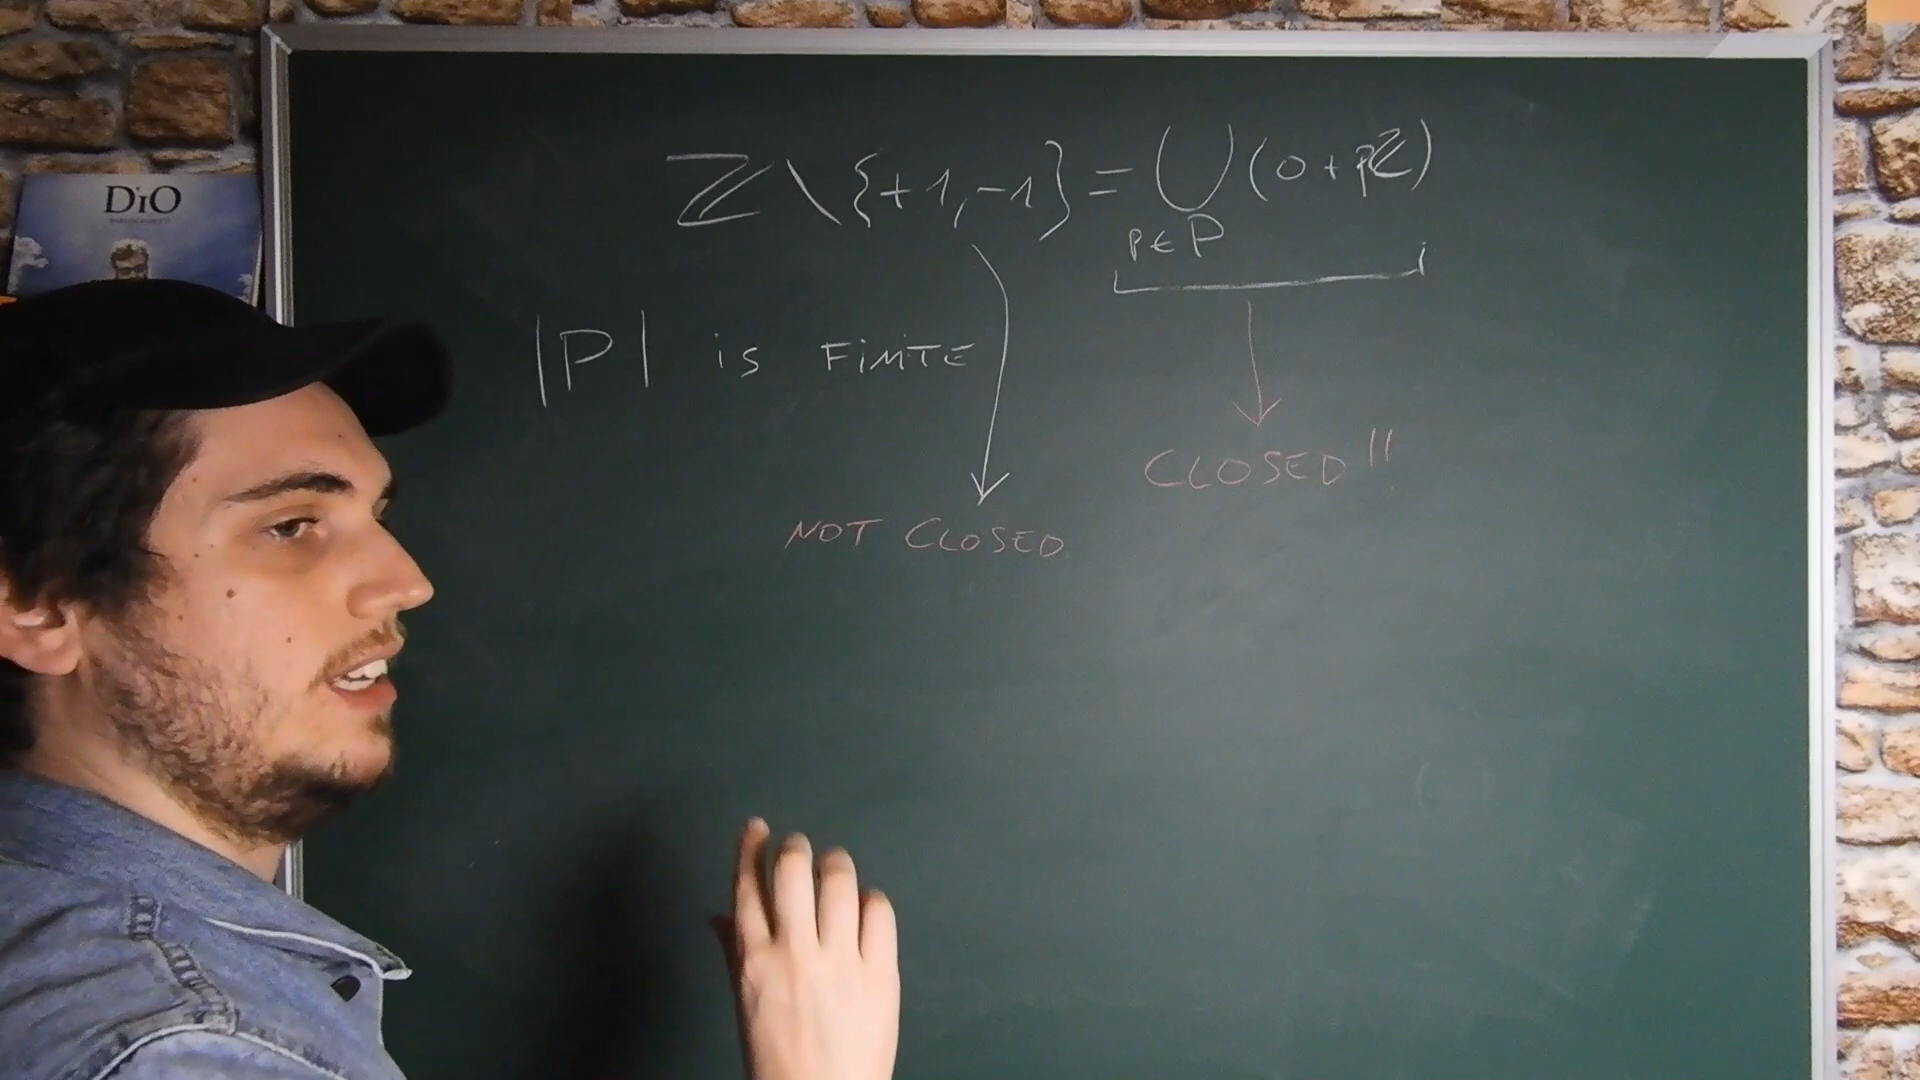 DiO
ℤ \ {+1, -1} = ⋃ (0 + pℤ)
p ∈ P
|P| is FiNiTE
CLOSED !!
NOT CLOSED